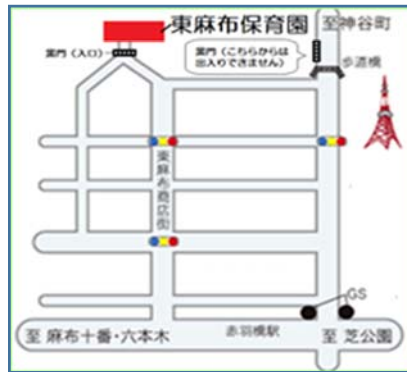 東麻布保育園
至神谷町
裏門(入口)
裏門(こちらからは
出入りできません)
歩道橋
東麻布商店街
GS
至 麻布十番・六本木
赤羽橋駅
至 芝公園